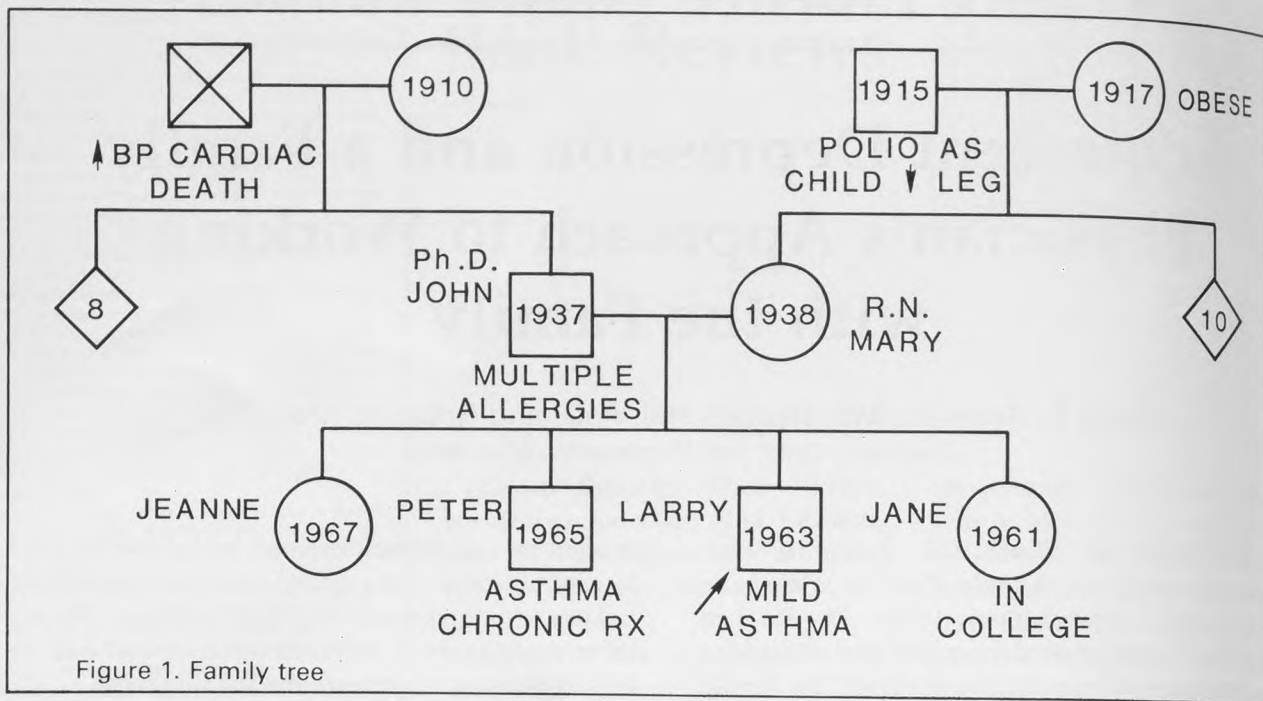 1910
1915
1917
OBESE
↑ BP CARDIAC
DEATH
POLIO AS
CHILD ↓ LEG
8
Ph.D.
JOHN
1937
1938
R.N.
MARY
10
MULTIPLE
ALLERGIES
JEANNE
1967
PETER
1965
LARRY
1963
JANE
1961
ASTHMA
CHRONIC RX
MILD
ASTHMA
IN
COLLEGE
Figure 1. Family tree